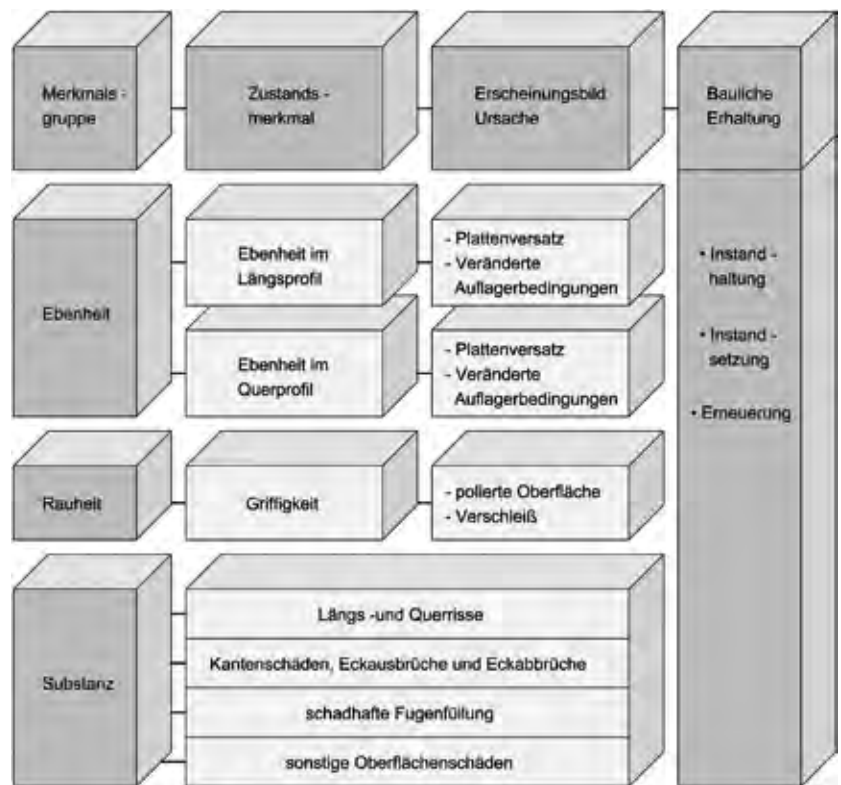 Merkmals -
gruppe
Zustands -
merkmal
Erscheinungsbild
Ursache
Bauliche
Erhaltung
Ebenheit
Ebenheit im
Längsprofil
- Plattenversatz
- Veränderte
Auflagerbedingungen
Ebenheit im
Querprofil
- Plattenversatz
- Veränderte
Auflagerbedingungen
Rauheit
Griffigkeit
- polierte Oberfläche
- Verschleiß
Substanz
Längs -und Querrisse
Kantenschäden, Eckausbrüche und Eckabbrüche
schadhafte Fugenfüllung
sonstige Oberflächenschäden
• Instand -
haltung
• Instand -
setzung
• Erneuerung